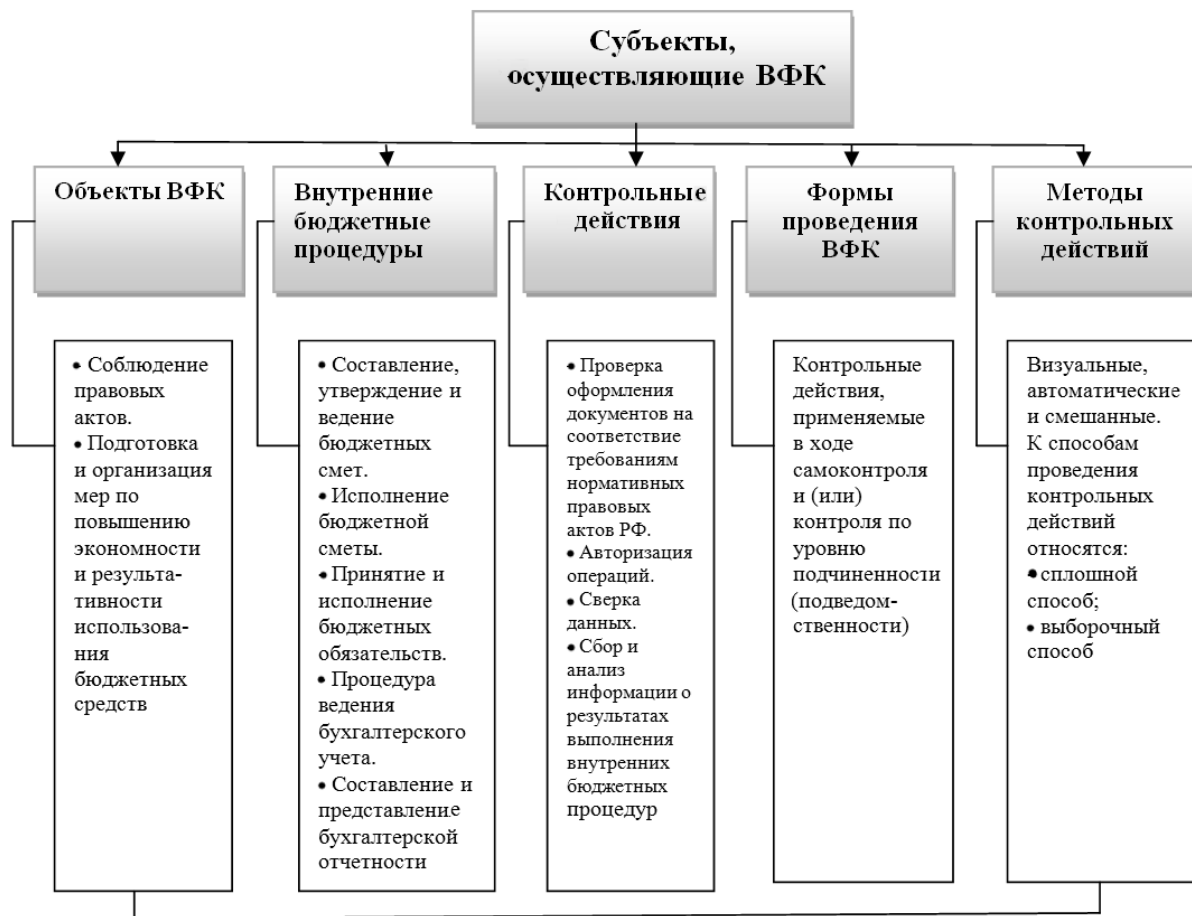 Субъекты,
осуществляющие ВФК
Объекты ВФК
Внутренние
бюджетные
процедуры
Контрольные
действия
Формы
проведения
ВФК
Методы
контрольных
действий
• Соблюдение
правовых
актов.
• Подготовка
и организация
мер по
повышению
экономности
и результа-
тивности
использова-
ния
бюджетных
средств
• Составление,
утверждение и
ведение
бюджетных
смет.
• Исполнение
бюджетной
сметы.
• Принятие и
исполнение
бюджетных
обязательств.
• Процедура
ведения
бухгалтерского
учета.
• Составление и
представление
бухгалтерской
отчетности
• Проверка
оформления
документов на
соответствие
требованиям
нормативных
правовых
актов РФ.
• Авторизация
операций.
• Сверка
данных.
• Сбор и
анализ
информации о
результатах
выполнения
внутренних
бюджетных
процедур
Контрольные
действия,
применяемые
в ходе
самоконтроля
и (или)
контроля по
уровню
подчиненности
(подведом-
ственности)
Визуальные,
автоматические
и смешанные.
К способам
проведения
контрольных
действий
относятся:
• сплошной
способ;
• выборочный
способ